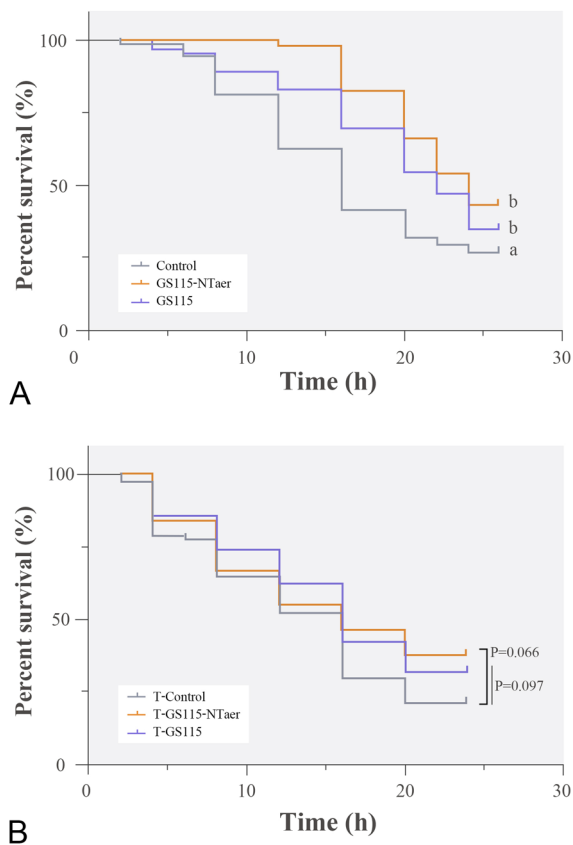 100
50
0
Percent survival (%)
b
b
a
Control
GS115-NTaer
GS115
0
10
20
30
Time (h)
A
100
50
0
Percent survival (%)
P=0.066
P=0.097
T-Control
T-GS115-NTaer
T-GS115
0
10
20
30
Time (h)
B